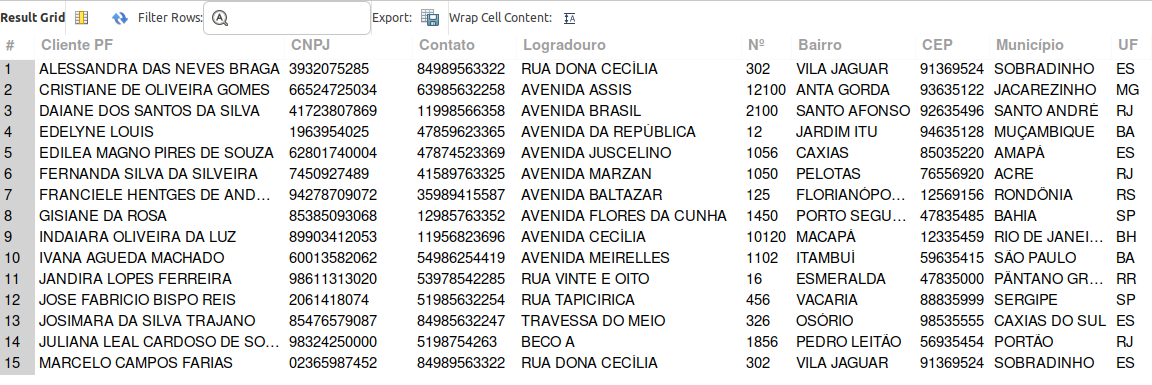 Result Grid Filter Rows: Export: Wrap Cell Content:
# Cliente PF CNPJ Contato Logradouro Nº Bairro CEP Município UF
1 ALESSANDRA DAS NEVES BRAGA 3932075285 84989563322 RUA DONA CECÍLIA 302 VILA JAGUAR 91369524 SOBRADINHO ES
2 CRISTIANE DE OLIVEIRA GOMES 66524725034 63985632258 AVENIDA ASSIS 12100 ANTA GORDA 93635122 JACAREZINHO MG
3 DAIANE DOS SANTOS DA SILVA 41723807869 11998566358 AVENIDA BRASIL 2100 SANTO AFONSO 92635496 SANTO ANDRÉ RJ
4 EDELYNE LOUIS 1963954025 47859623365 AVENIDA DA REPÚBLICA 12 JARDIM ITU 94635128 MUÇAMBIQUE BA
5 EDILEA MAGNO PIRES DE SOUZA 62801740004 47874523369 AVENIDA JUSCELINO 1056 CAXIAS 85035220 AMAPÁ ES
6 FERNANDA SILVA DA SILVEIRA 7450927489 41589763325 AVENIDA MARZAN 1050 PELOTAS 76556920 ACRE RJ
7 FRANCIELE HENTGES DE AND... 94278709072 35989415587 AVENIDA BALTAZAR 125 FLORIANÓPO... 12569156 RONDÔNIA RS
8 GISIANE DA ROSA 85385093068 12985763352 AVENIDA FLORES DA CUNHA 1450 PORTO SEGU... 47835485 BAHIA SP
9 INDAIARA OLIVEIRA DA LUZ 89903412053 11956823696 AVENIDA CECÍLIA 10120 MACAPÁ 12335459 RIO DE JANEI... BH
10 IVANA AGUEDA MACHADO 60013582062 54986254419 AVENIDA MEIRELLES 1102 ITAMBUÍ 59635415 SÃO PAULO BA
11 JANDIRA LOPES FERREIRA 98611313020 53978542285 RUA VINTE E OITO 16 ESMERALDA 47835000 PÂNTANO GR... RR
12 JOSE FABRICIO BISPO REIS 2061418074 51985632254 RUA TAPICIRICA 456 VACARIA 88835999 SERGIPE SP
13 JOSIMARA DA SILVA TRAJANO 85476579087 84985632247 TRAVESSA DO MEIO 326 OSÓRIO 98535555 CAXIAS DO SUL ES
14 JULIANA LEAL CARDOSO DE SO... 98324250000 5198754263 BECO A 1856 PEDRO LEITÃO 56935454 PORTÃO RJ
15 MARCELO CAMPOS FARIAS 02365987452 84989563322 RUA DONA CECÍLIA 302 VILA JAGUAR 91369524 SOBRADINHO ES